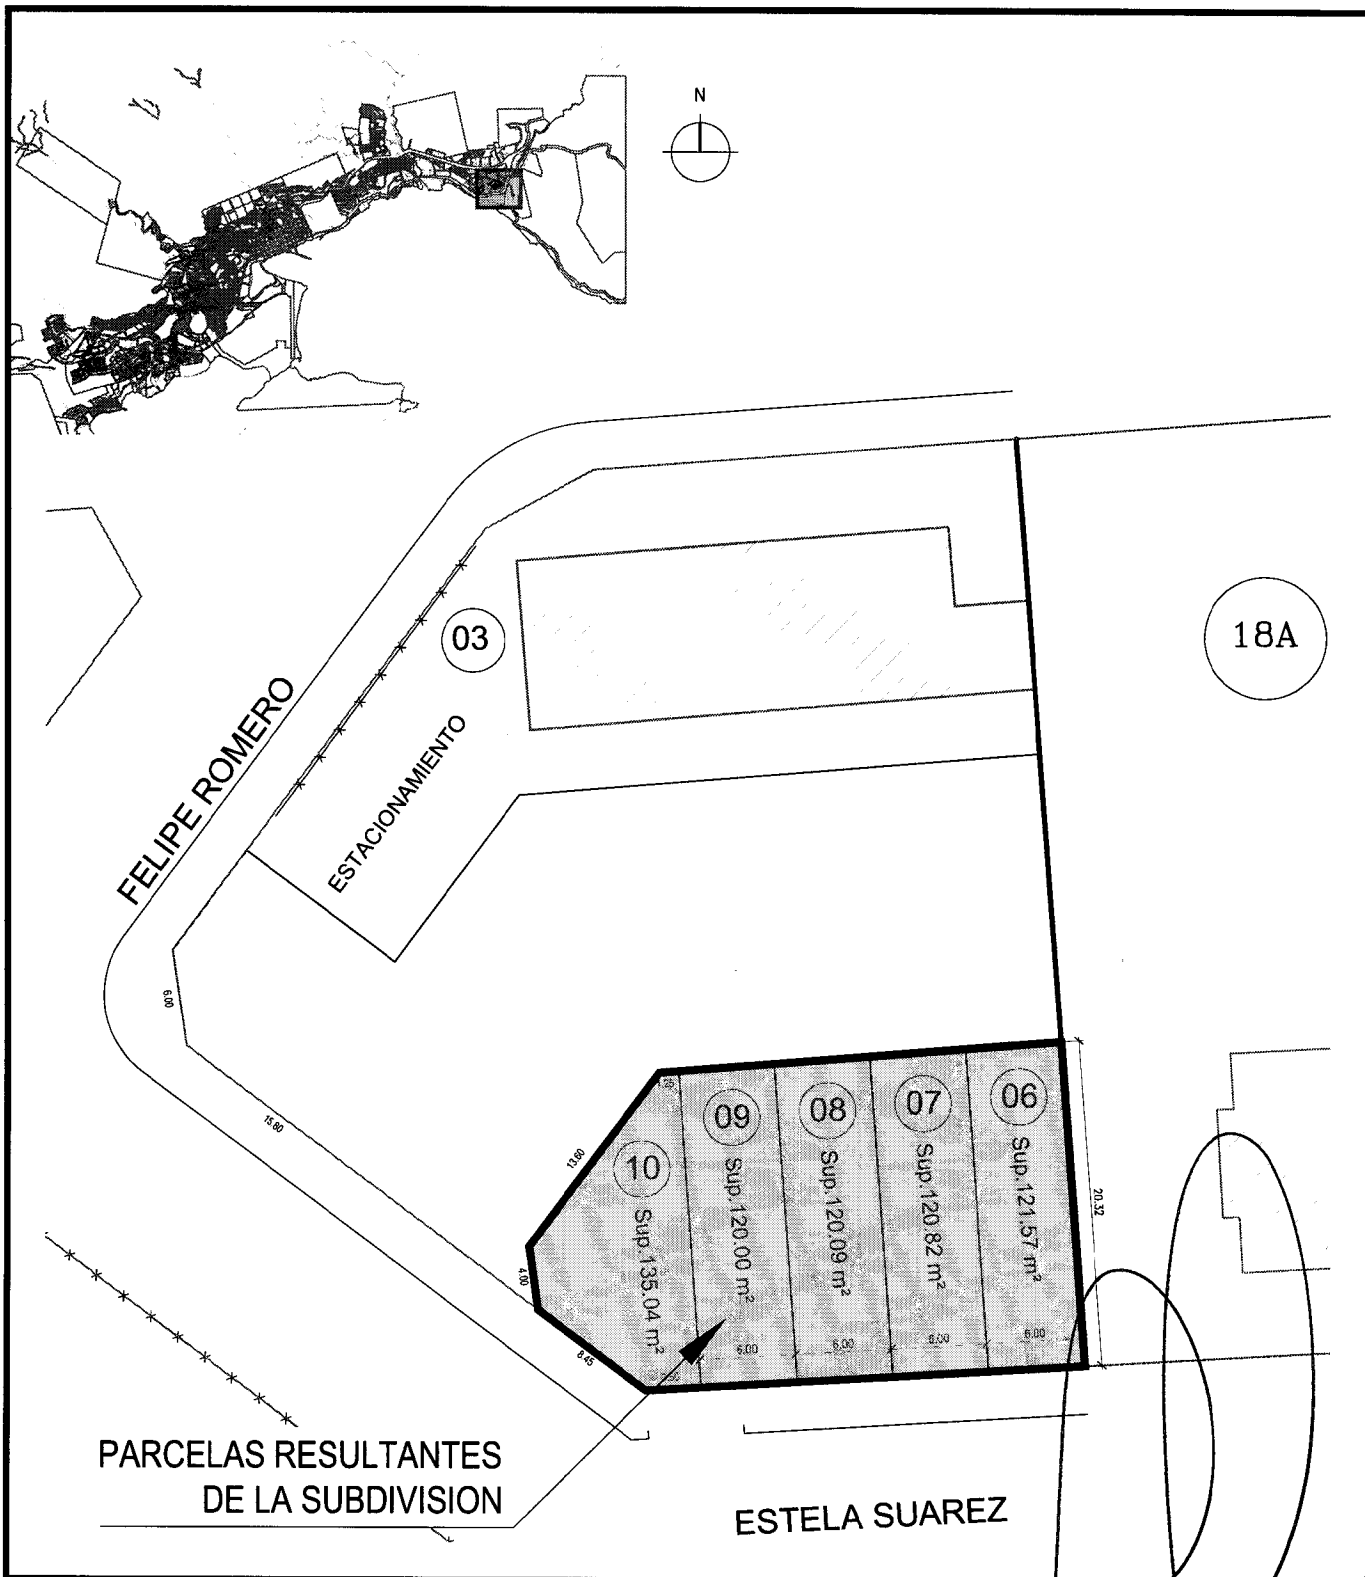 N
18A
03
FELIPE ROMERO
ESTACIONAMIENTO
6.00
15.80
13.60
4.00
8.45
10
Sup.135.04 m²
09
Sup.120.00 m²
08
Sup.120.09 m²
07
Sup.120.82 m²
06
Sup.121.57 m²
20.32
6.00
6.00
6.00
6.00
PARCELAS RESULTANTES
DE LA SUBDIVISION
ESTELA SUAREZ